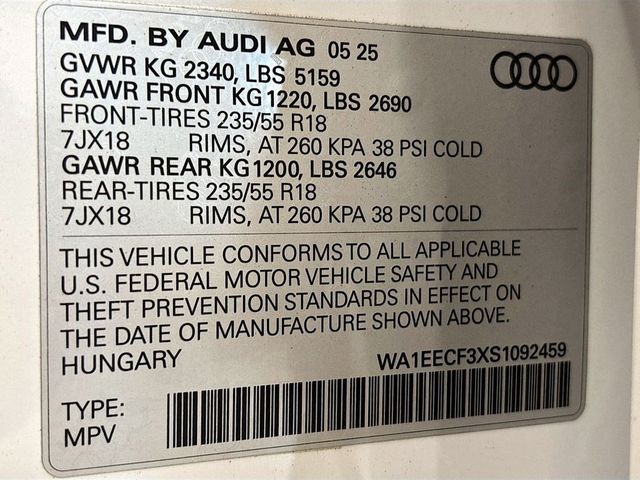 MFD. BY AUDI AG 05 25
GVWR KG 2340, LBS 5159
GAWR FRONT KG 1220, LBS 2690
FRONT-TIRES 235/55 R18
7JX18 RIMS, AT 260 KPA 38 PSI COLD
GAWR REAR KG 1200, LBS 2646
REAR-TIRES 235/55 R18
7JX18 RIMS, AT 260 KPA 38 PSI COLD
THIS VEHICLE CONFORMS TO ALL APPLICABLE
U.S. FEDERAL MOTOR VEHICLE SAFETY AND
THEFT PREVENTION STANDARDS IN EFFECT ON
THE DATE OF MANUFACTURE SHOWN ABOVE.
HUNGARY WA1EECF3XS1092459
TYPE:
MPV